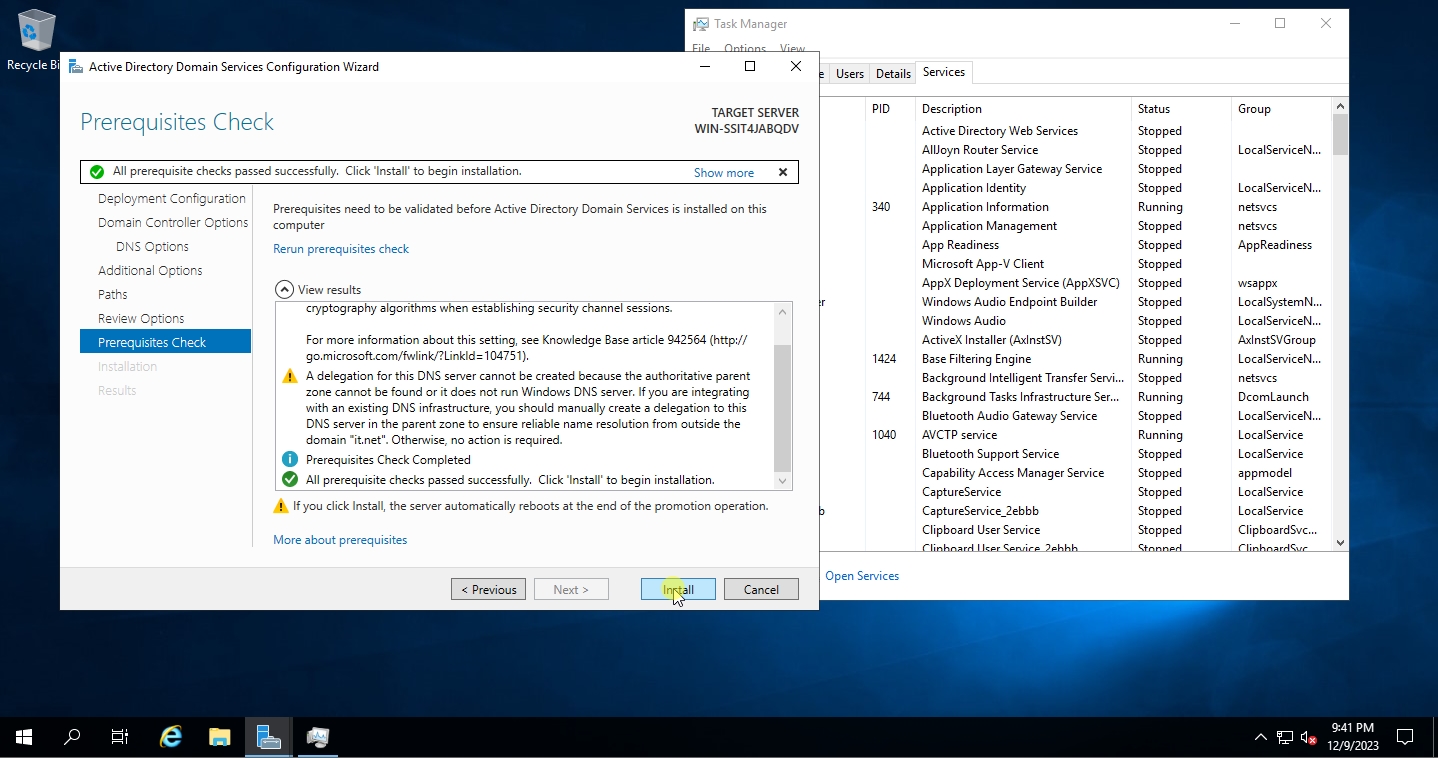 Recycle Bi
Task Manager
File Options View
Active Directory Domain Services Configuration Wizard
Prerequisites Check
TARGET SERVER
WIN-SSIT4JABQDV
All prerequisite checks passed successfully. Click 'Install' to begin installation.
Show more
Deployment Configuration
Domain Controller Options
DNS Options
Additional Options
Paths
Review Options
Prerequisites Check
Installation
Results
Prerequisites need to be validated before Active Directory Domain Services is installed on this
computer
Rerun prerequisites check
View results
cryptography algorithms when establishing security channel sessions.
For more information about this setting, see Knowledge Base article 942564 (http://
go.microsoft.com/fwlink/?LinkId=104751).
A delegation for this DNS server cannot be created because the authoritative parent
zone cannot be found or it does not run Windows DNS server. If you are integrating
with an existing DNS infrastructure, you should manually create a delegation to this
DNS server in the parent zone to ensure reliable name resolution from outside the
domain "it.net". Otherwise, no action is required.
Prerequisites Check Completed
All prerequisite checks passed successfully. Click 'Install' to begin installation.
If you click Install, the server automatically reboots at the end of the promotion operation.
More about prerequisites
< Previous
Next >
Install
Cancel
e Users Details Services
PID Description Status Group
Active Directory Web Services Stopped
AllJoyn Router Service Stopped LocalServiceN...
Application Layer Gateway Service Stopped
Application Identity Stopped LocalServiceN...
340 Application Information Running netsvcs
Application Management Stopped netsvcs
App Readiness Stopped AppReadiness
Microsoft App-V Client Stopped
AppX Deployment Service (AppXSVC) Stopped wsappx
er Windows Audio Endpoint Builder Stopped LocalSystemN...
Windows Audio Stopped LocalServiceN...
ActiveX Installer (AxInstSV) Stopped AxInstSVGroup
1424 Base Filtering Engine Running LocalServiceN...
Background Intelligent Transfer Servi... Stopped netsvcs
744 Background Tasks Infrastructure Ser... Running DcomLaunch
Bluetooth Audio Gateway Service Stopped LocalServiceN...
1040 AVCTP service Running LocalService
Bluetooth Support Service Stopped LocalService
Capability Access Manager Service Stopped appmodel
CaptureService Stopped LocalService
b CaptureService_2ebbb Stopped LocalService
Clipboard User Service Stopped ClipboardSvc...
Clipboard User Service_2ebbb Stopped ClipboardSvc...
Open Services
9:41 PM
12/9/2023